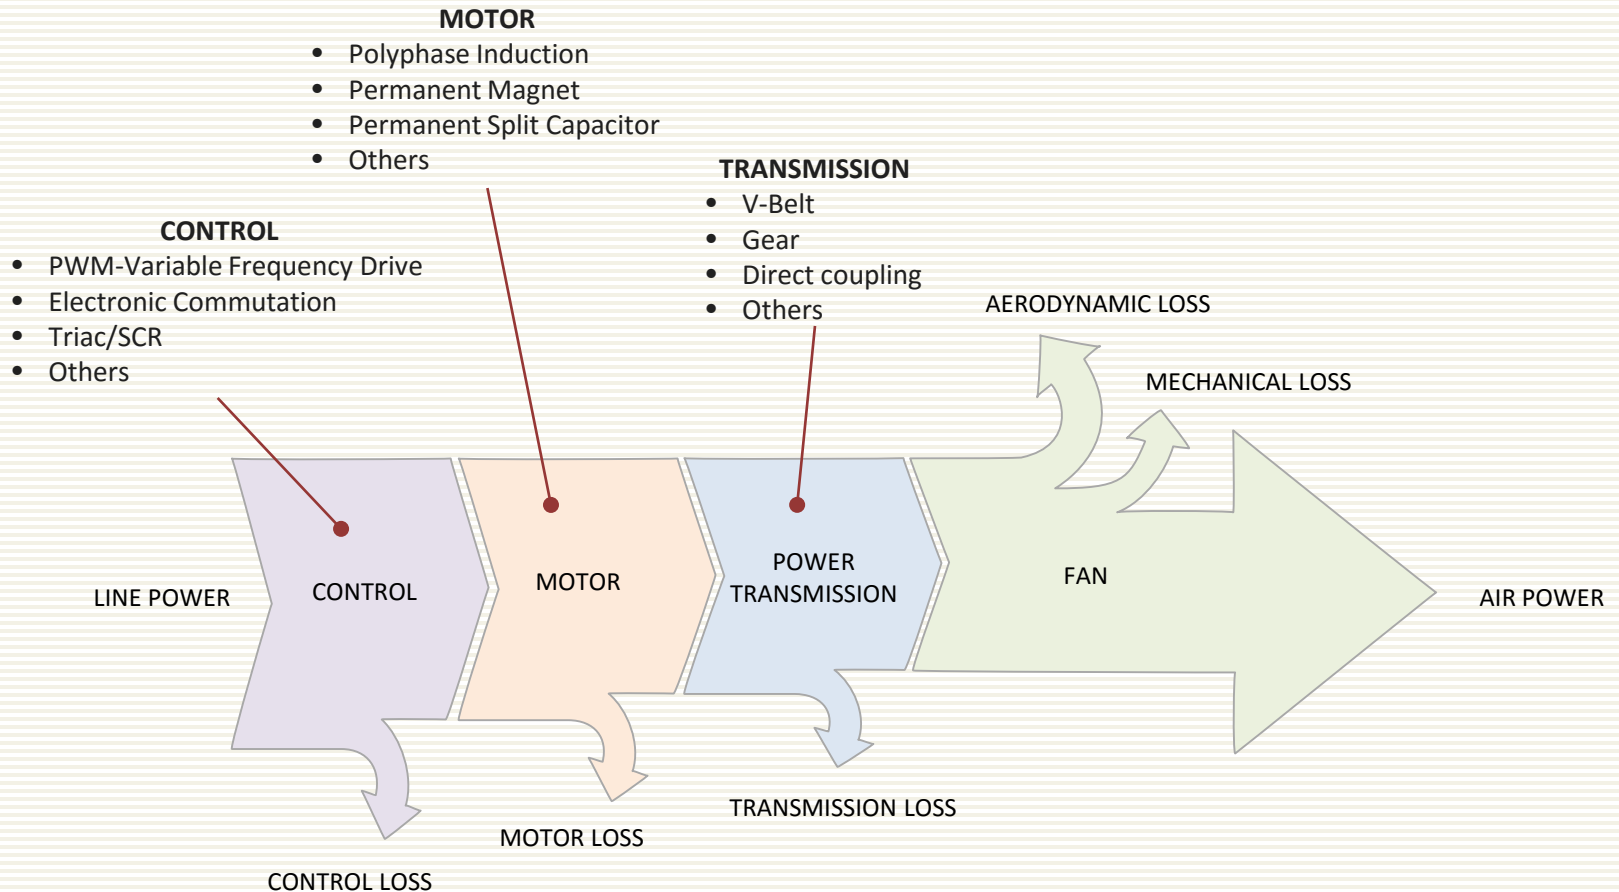 MOTOR
• Polyphase Induction
• Permanent Magnet
• Permanent Split Capacitor
• Others
TRANSMISSION
• V-Belt
• Gear
• Direct coupling
• Others
CONTROL
• PWM-Variable Frequency Drive
• Electronic Commutation
• Triac/SCR
• Others
AERODYNAMIC LOSS
MECHANICAL LOSS
LINE POWER
CONTROL
MOTOR
POWER
TRANSMISSION
FAN
AIR POWER
TRANSMISSION LOSS
MOTOR LOSS
CONTROL LOSS